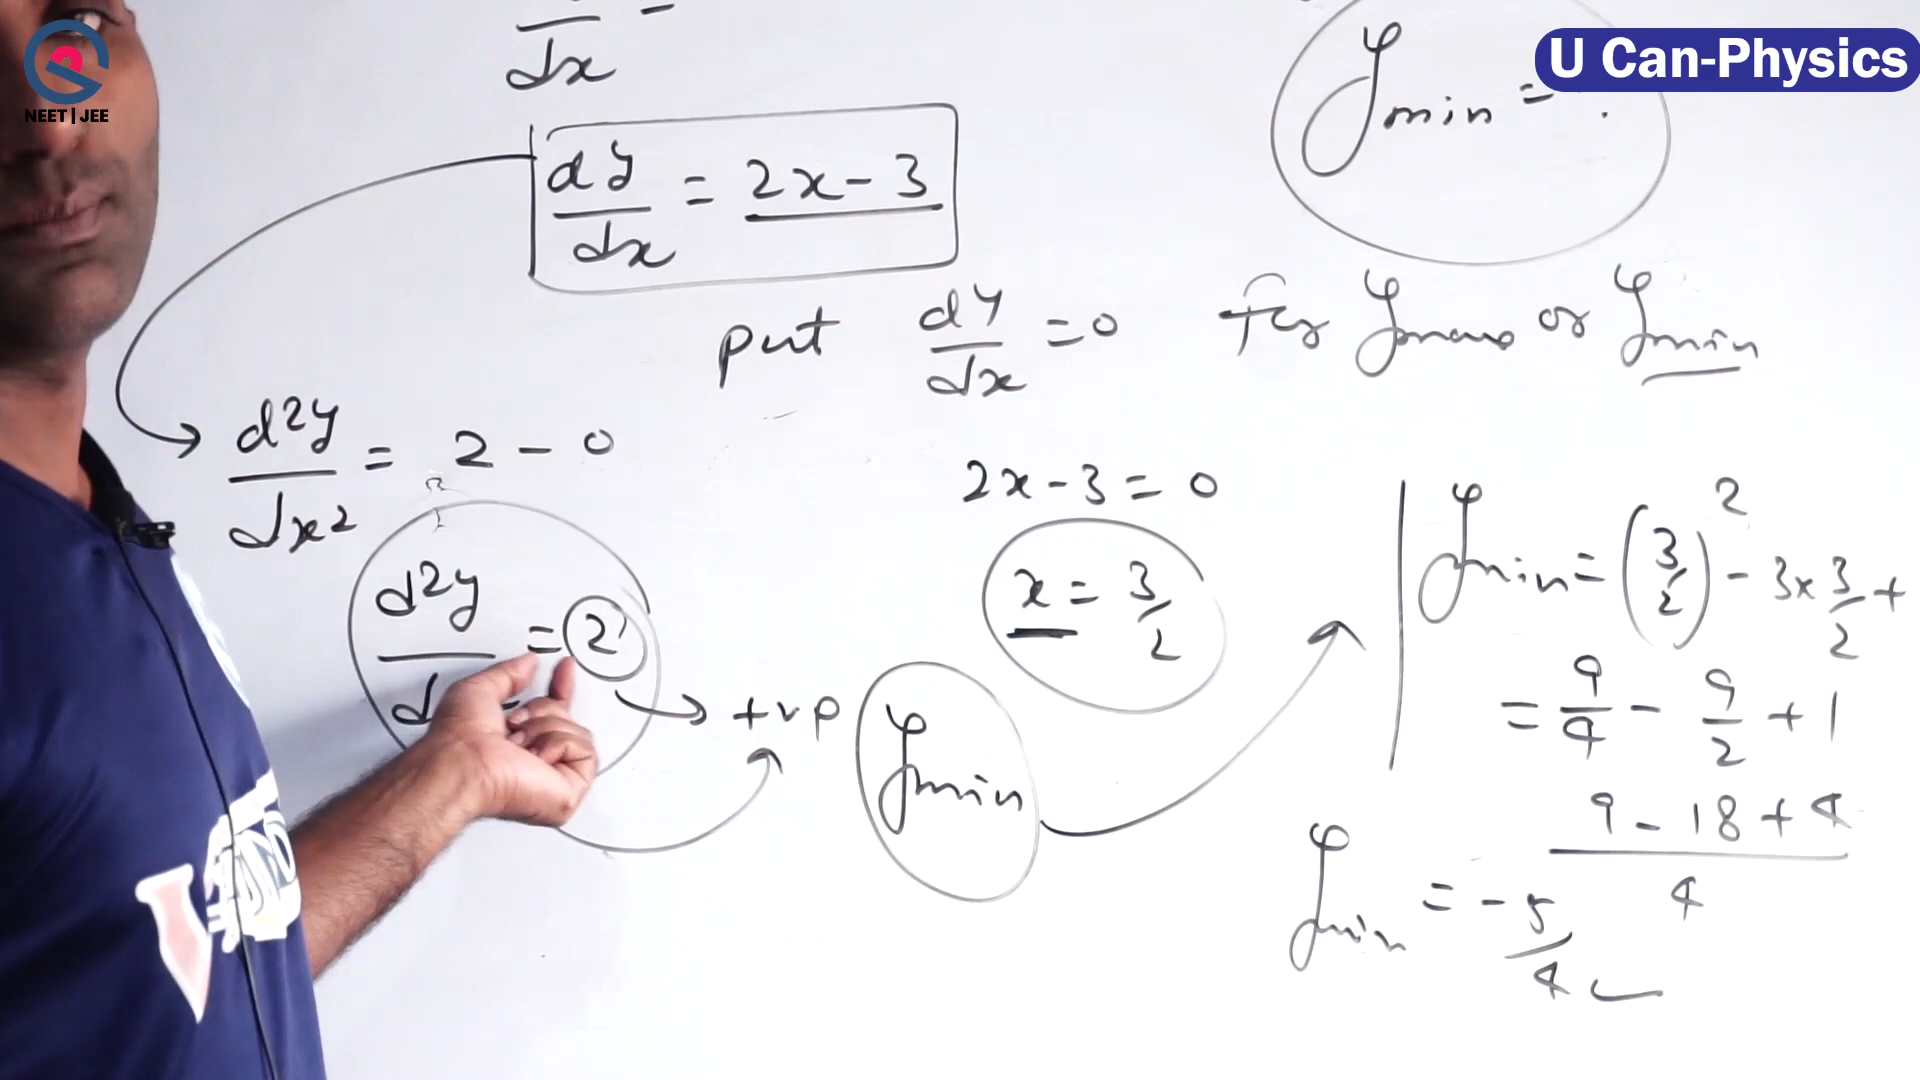 NEET | JEE
U Can-Physics
dx =
ymin = ?
dy/dx = 2x - 3
put dy/dx = 0 for ymax or ymin
d2y/dx2 = 2 - 0
2x - 3 = 0
d2y/d = 2
x = 3/2
→ +ve
ymin
ymin = (3/2)2 - 3x 3/2 +
= 9/4 - 9/2 + 1
9 - 18 + 4
4
ymin = -5/4